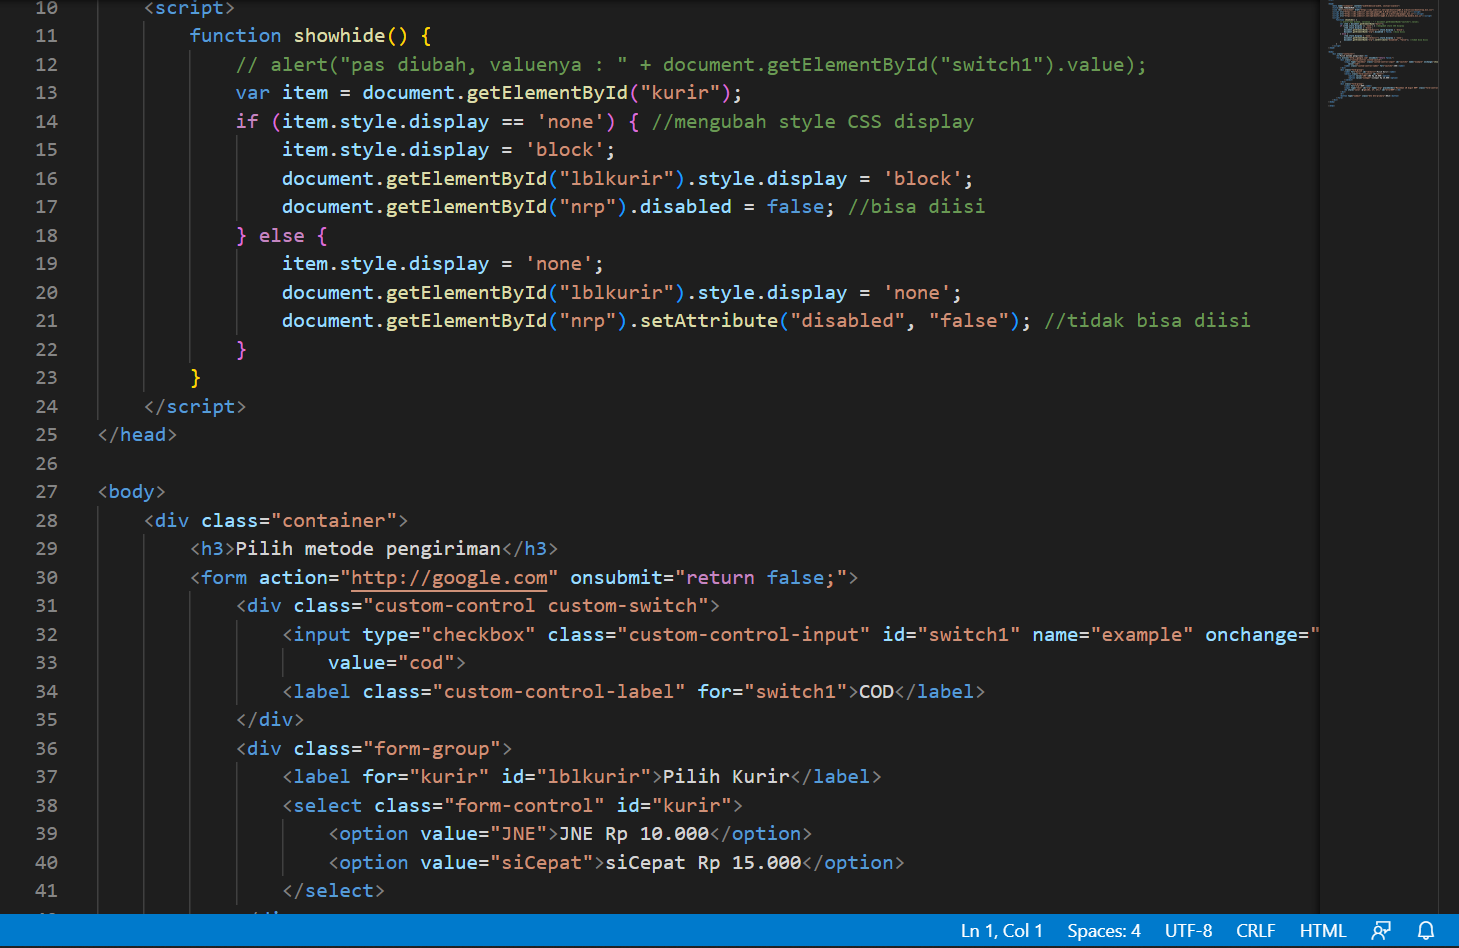 10 <script>
11 function showhide() {
12 // alert("pas diubah, valuenya : " + document.getElementById("switch1").value);
13 var item = document.getElementById("kurir");
14 if (item.style.display == 'none') { //mengubah style CSS display
15 item.style.display = 'block';
16 document.getElementById("lblkurir").style.display = 'block';
17 document.getElementById("nrp").disabled = false; //bisa diisi
18 } else {
19 item.style.display = 'none';
20 document.getElementById("lblkurir").style.display = 'none';
21 document.getElementById("nrp").setAttribute("disabled", "false"); //tidak bisa diisi
22 }
23 }
24 </script>
25 </head>
26
27 <body>
28 <div class="container">
29 <h3>Pilih metode pengiriman</h3>
30 <form action="http://google.com" onsubmit="return false;">
31 <div class="custom-control custom-switch">
32 <input type="checkbox" class="custom-control-input" id="switch1" name="example" onchange="
33 value="cod">
34 <label class="custom-control-label" for="switch1">COD</label>
35 </div>
36 <div class="form-group">
37 <label for="kurir" id="lblkurir">Pilih Kurir</label>
38 <select class="form-control" id="kurir">
39 <option value="JNE">JNE Rp 10.000</option>
40 <option value="siCepat">siCepat Rp 15.000</option>
41 </select>
Ln 1, Col 1 Spaces: 4 UTF-8 CRLF HTML